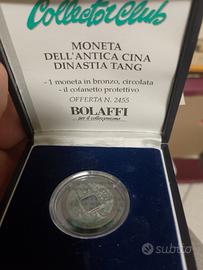 Collector Club
MONETA
DELL'ANTICA CINA
DINASTIA TANG
- 1 moneta in bronzo, circolata
- il cofanetto protettivo
OFFERTA N. 2455
BOLAFFI
... per il collezionismo
subito